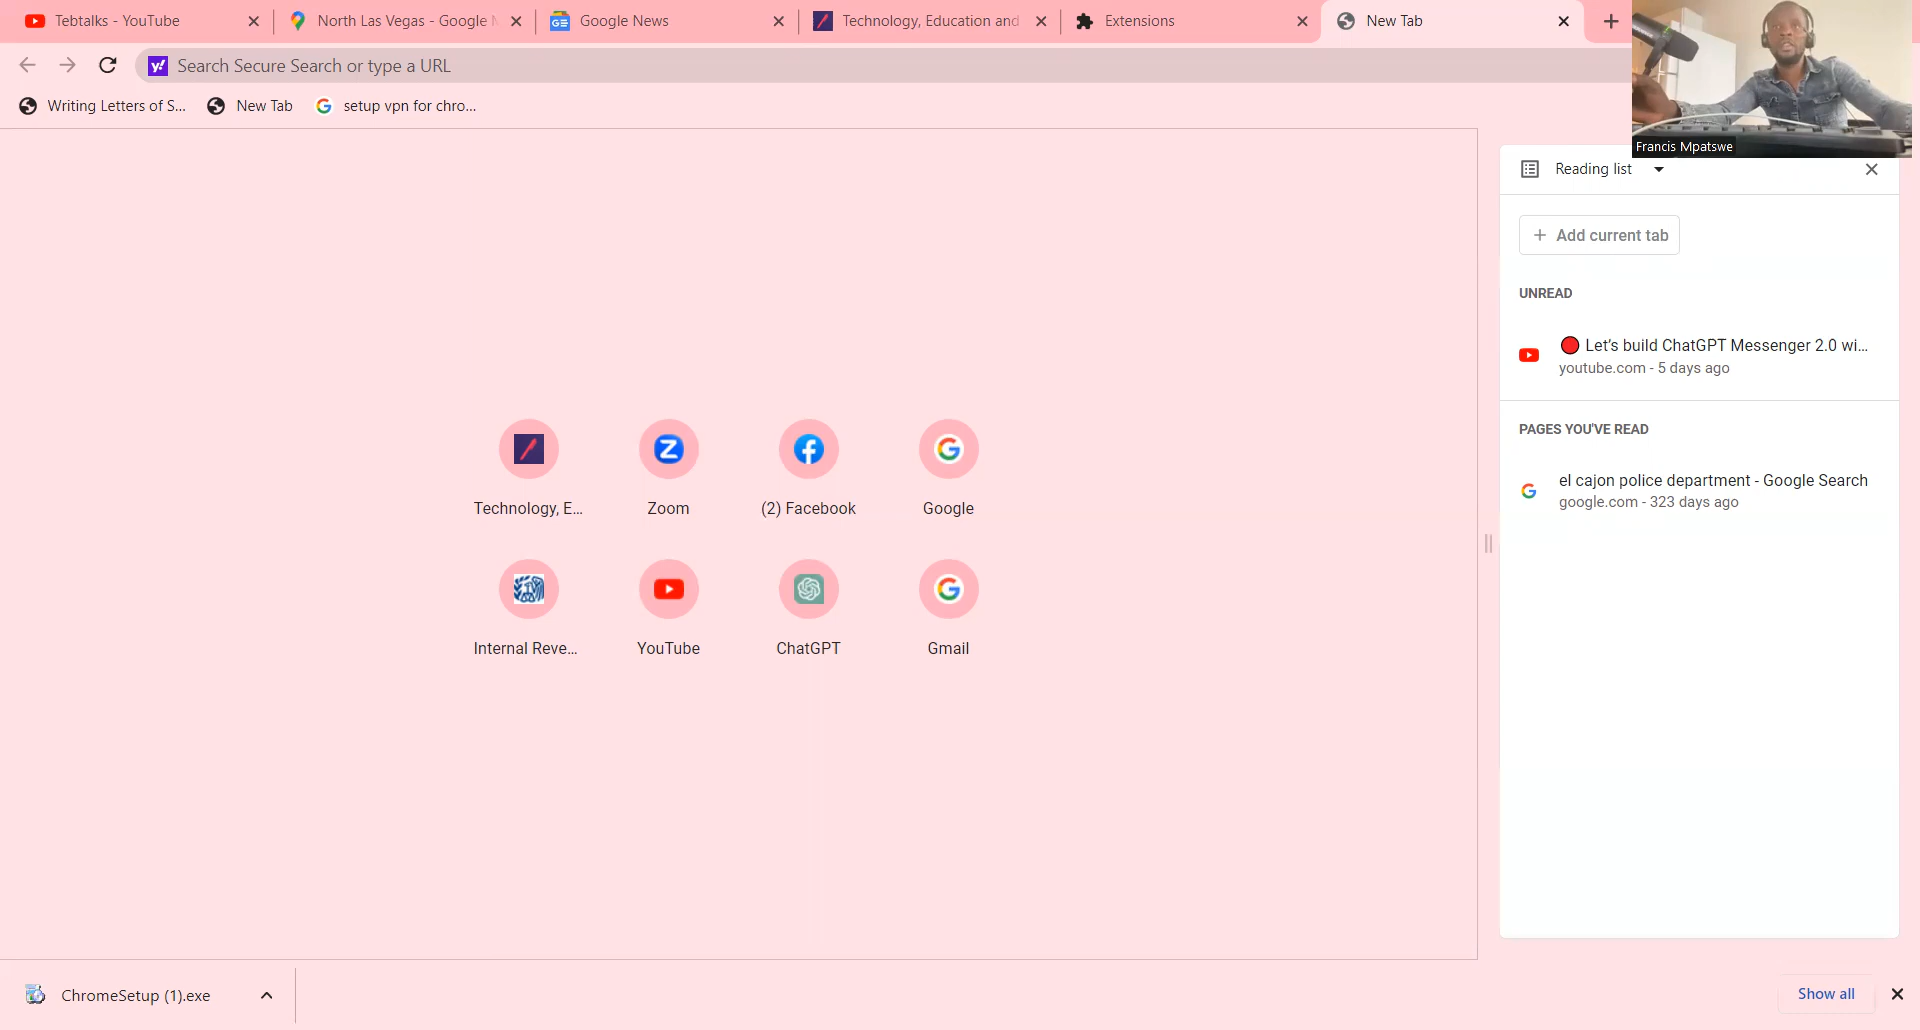 Tebtalks - YouTube
North Las Vegas - Google
Google News
Technology, Education and
Extensions
New Tab
Search Secure Search or type a URL
Writing Letters of S...
New Tab
setup vpn for chro...
Francis Mpatswe
Reading list
Add current tab
UNREAD
Let's build ChatGPT Messenger 2.0 wi...
youtube.com - 5 days ago
PAGES YOU'VE READ
el cajon police department - Google Search
google.com - 323 days ago
Technology, E...
Zoom
(2) Facebook
Google
Internal Reve...
YouTube
ChatGPT
Gmail
ChromeSetup (1).exe
Show all